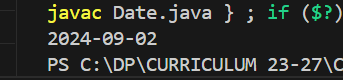 javac Date.java } ; if ($?)
2024-09-02
PS C:\DP\CURRICULUM 23-27\C